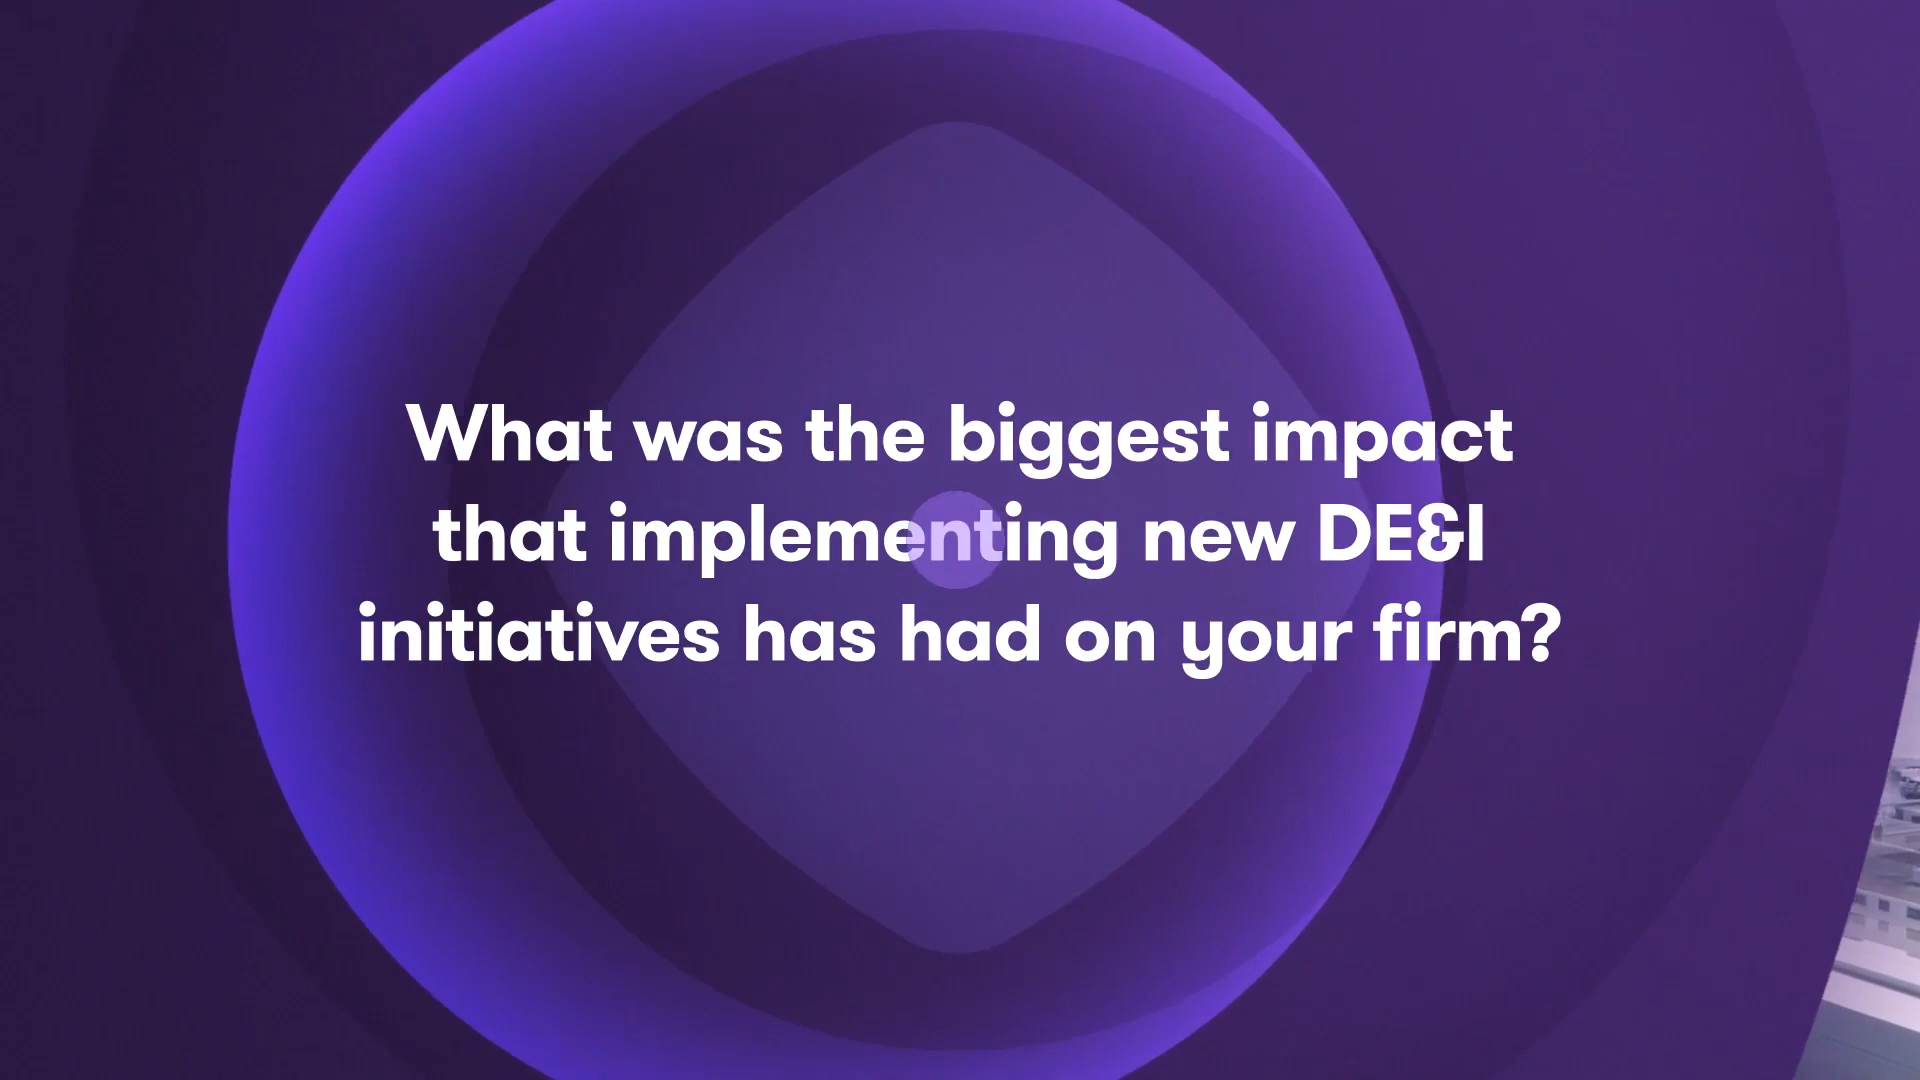 What was the biggest impact
that implementing new DE&I
initiatives has had on your firm?